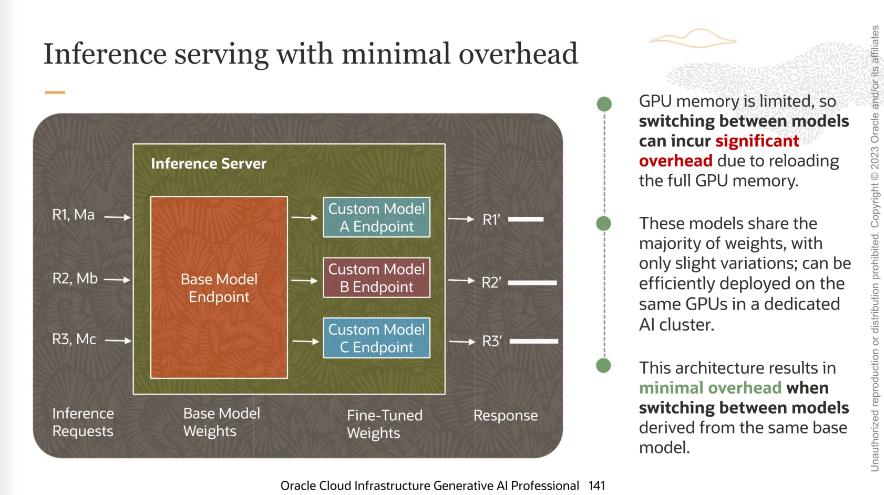 Inference serving with minimal overhead
Inference Server
R1, Ma
R2, Mb
R3, Mc
Base Model
Endpoint
Custom Model
A Endpoint
Custom Model
B Endpoint
Custom Model
C Endpoint
R1’
R2’
R3’
Inference
Requests
Base Model
Weights
Fine-Tuned
Weights
Response
GPU memory is limited, so
switching between models
can incur significant
overhead due to reloading
the full GPU memory.
These models share the
majority of weights, with
only slight variations; can be
efficiently deployed on the
same GPUs in a dedicated
AI cluster.
This architecture results in
minimal overhead when
switching between models
derived from the same base
model.
Oracle Cloud Infrastructure Generative AI Professional 141
Unauthorized reproduction or distribution prohibited. Copyright © 2023 Oracle and/or its affiliates